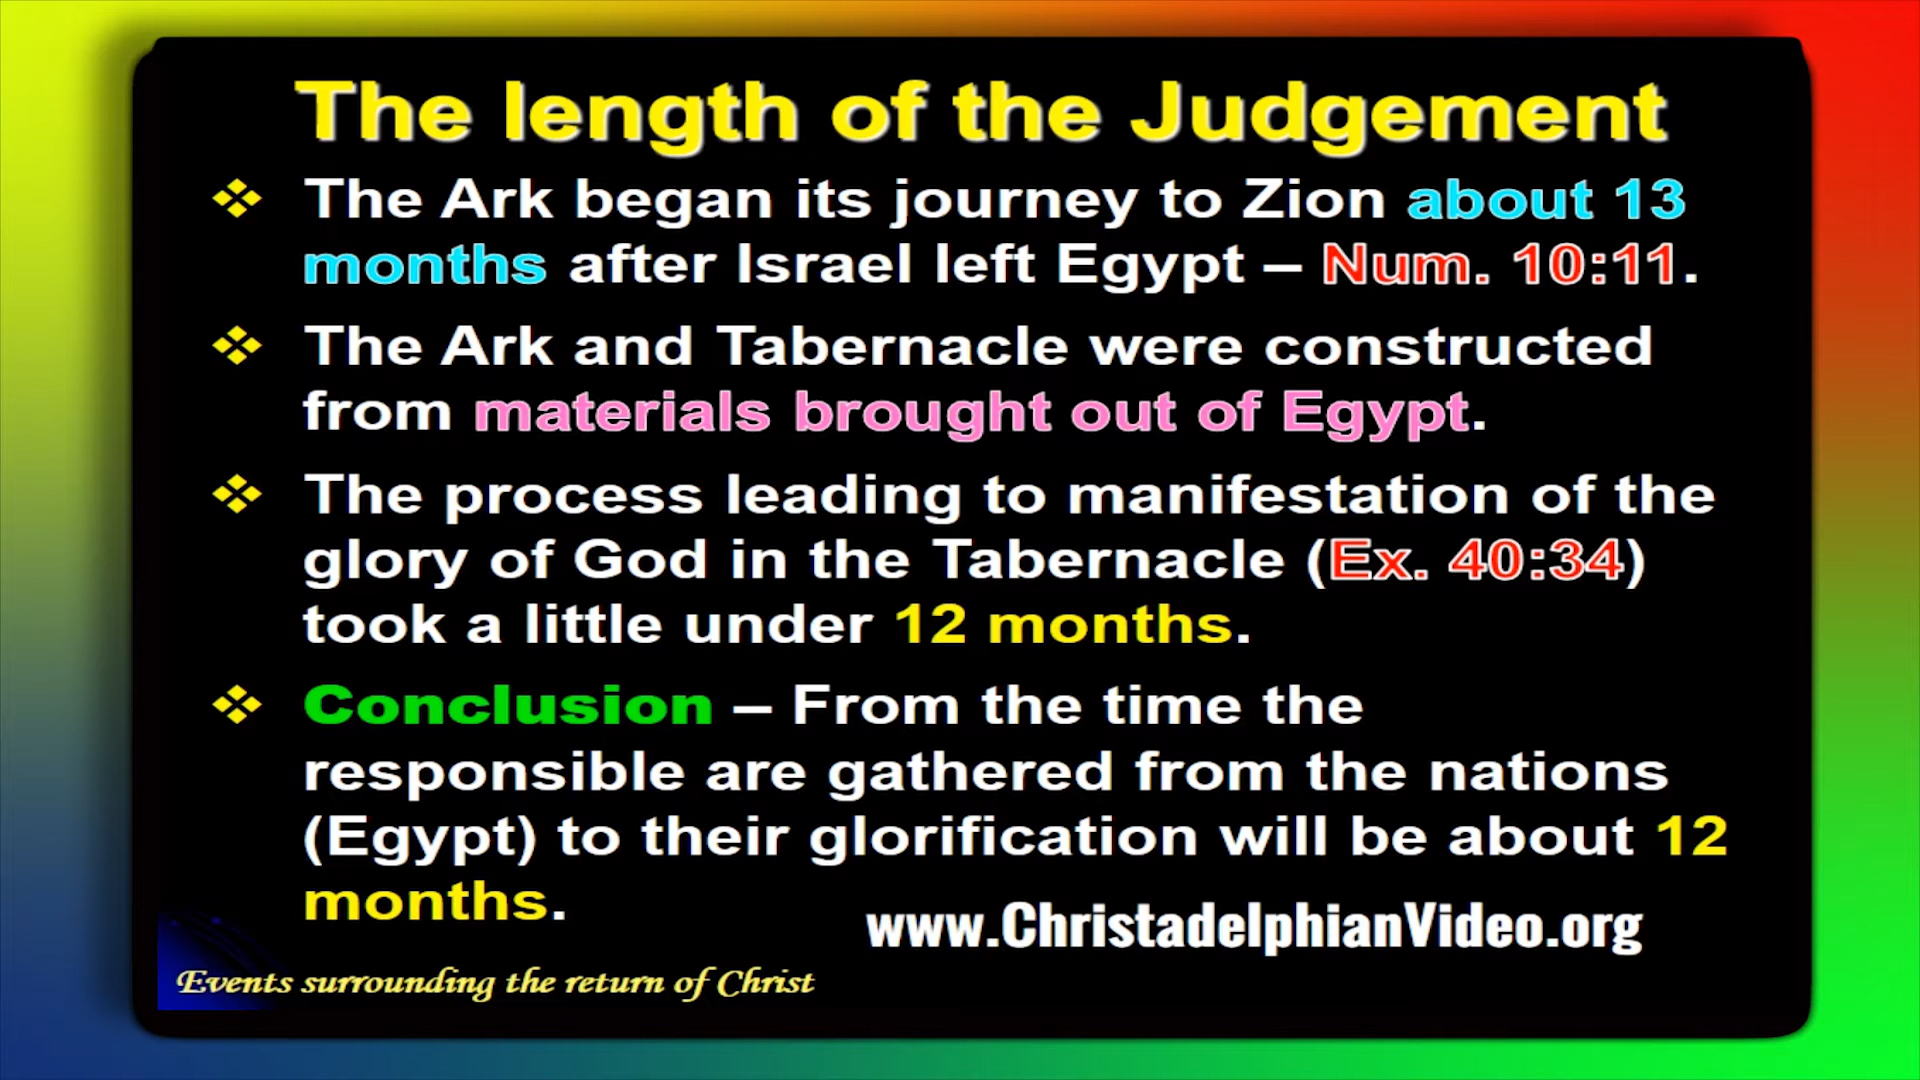 The length of the Judgement
❖ The Ark began its journey to Zion about 13
months after Israel left Egypt – Num. 10:11.
❖ The Ark and Tabernacle were constructed
from materials brought out of Egypt.
❖ The process leading to manifestation of the
glory of God in the Tabernacle (Ex. 40:34)
took a little under 12 months.
❖ Conclusion – From the time the
responsible are gathered from the nations
(Egypt) to their glorification will be about 12
months.
www.ChristadelphianVideo.org
Events surrounding the return of Christ